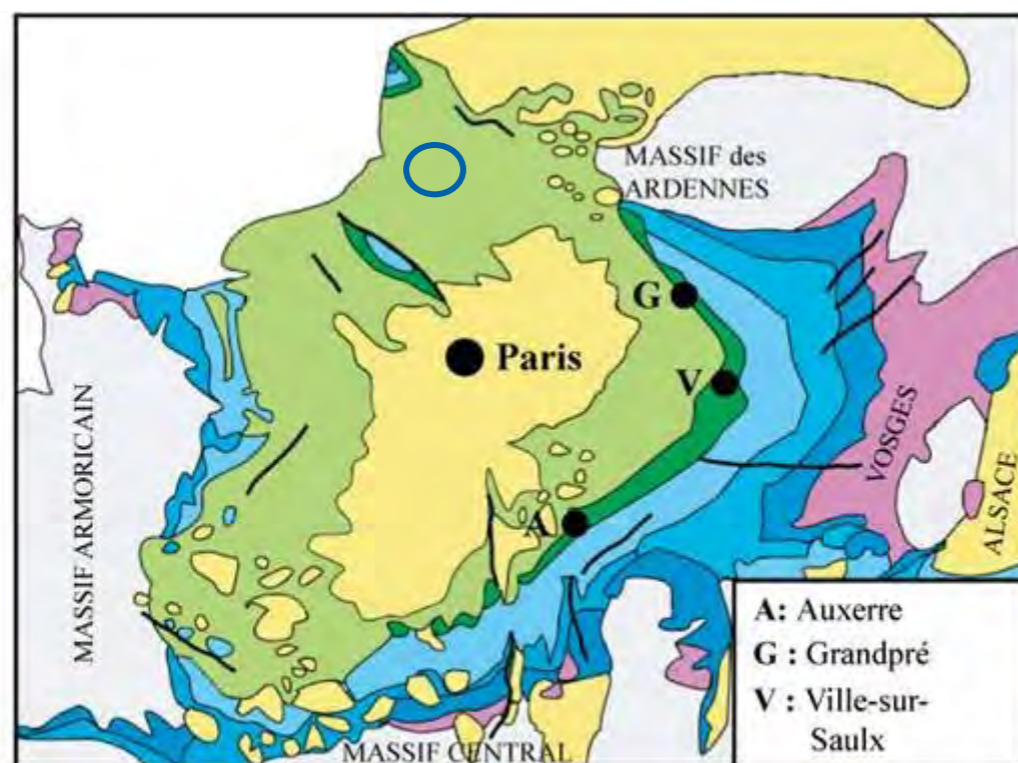 MASSIF des
ARDENNES
G
Paris
V
MASSIF ARMORICAIN
VOSGES
ALSACE
A
MASSIF CENTRAL
A: Auxerre
G : Grandpré
V : Ville-sur-
Saulx